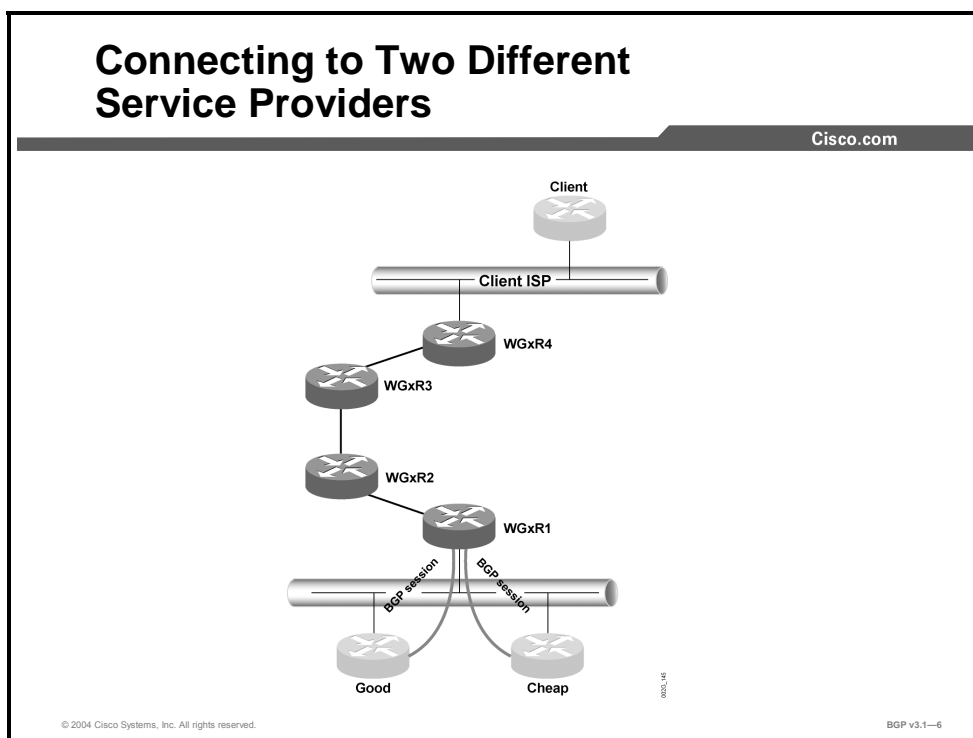 Connecting to Two Different
Service Providers
Cisco.com
Client
Client ISP
WGxR4
WGxR3
WGxR2
WGxR1
BGP session
BGP session
Good
Cheap
002G_145
© 2004 Cisco Systems, Inc. All rights reserved.
BGP v3.1—6